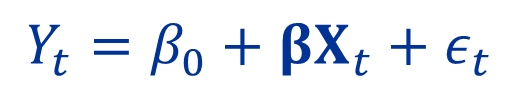 Yₜ = β₀ + 𝛃𝐗ₜ + ϵₜ